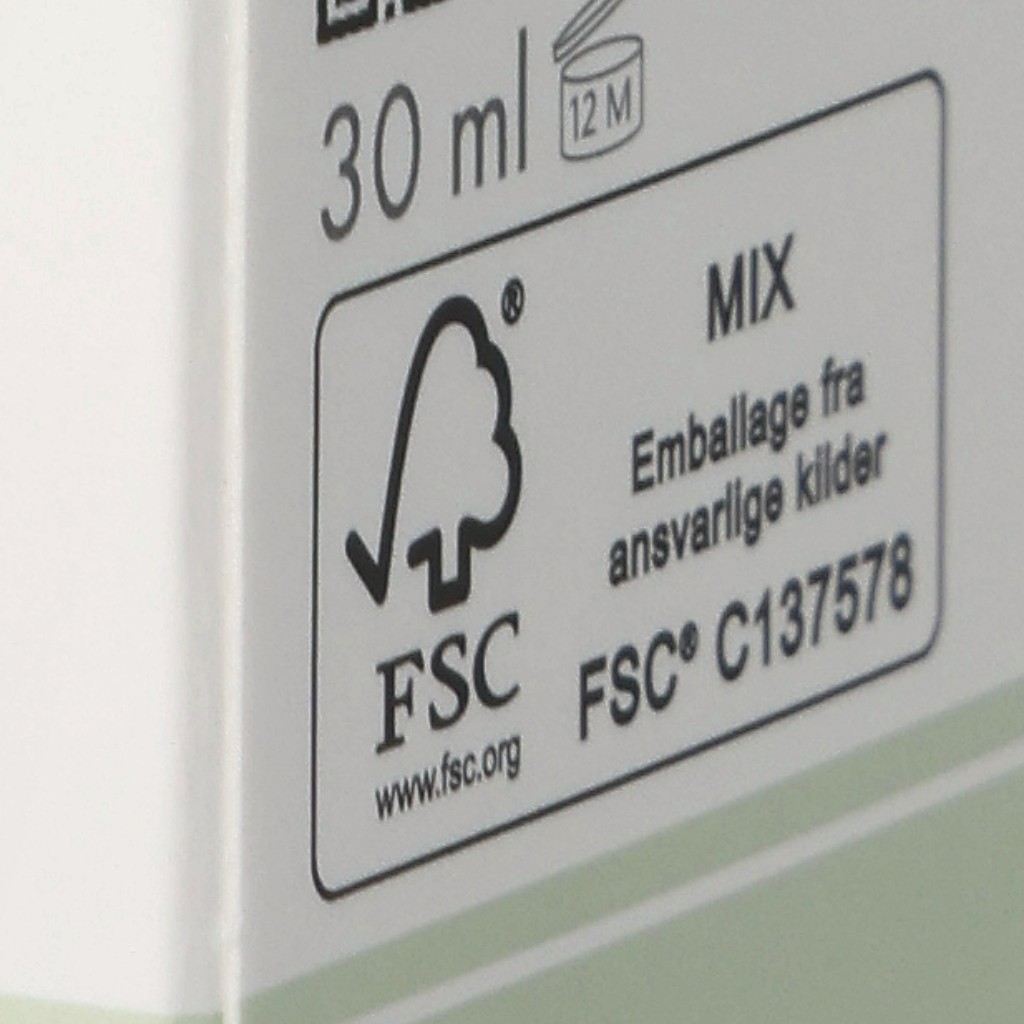 30 ml
12 M
®
MIX
Emballage fra
ansvarlige kilder
FSC® C137578
FSC
www.fsc.org